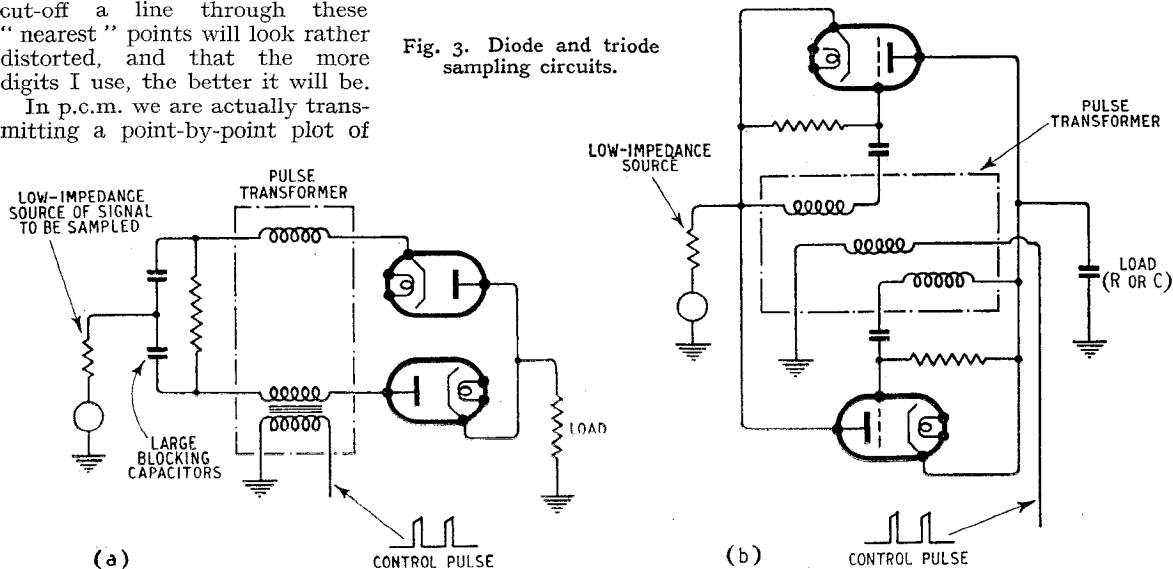 cut-off a line through these
“ nearest ” points will look rather
distorted, and that the more
digits I use, the better it will be.
In p.c.m. we are actually trans-
mitting a point-by-point plot of
Fig. 3. Diode and triode
sampling circuits.
LOW-IMPEDANCE
SOURCE OF SIGNAL
TO BE SAMPLED
PULSE
TRANSFORMER
LARGE
BLOCKING
CAPACITORS
LOAD
CONTROL PULSE
(a)
LOW-IMPEDANCE
SOURCE
PULSE
TRANSFORMER
LOAD
(R OR C)
CONTROL PULSE
(b)